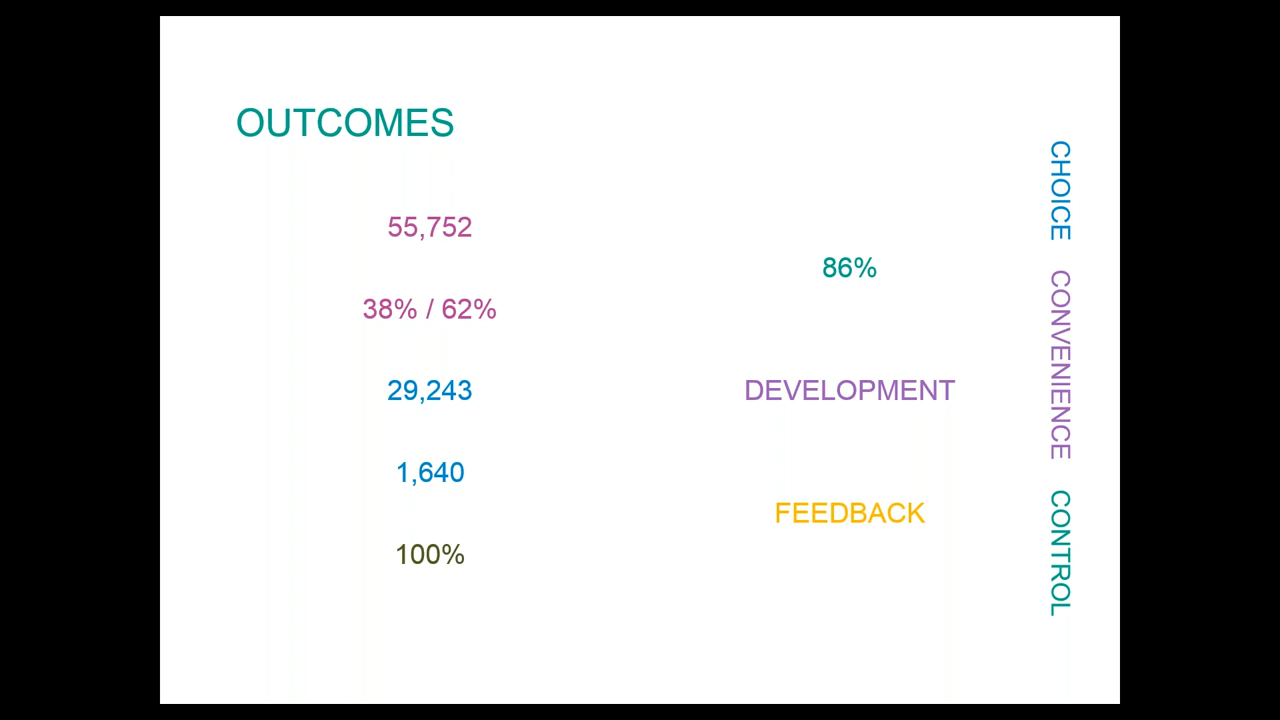 OUTCOMES
55,752
38% / 62%
29,243
1,640
100%
86%
DEVELOPMENT
FEEDBACK
CHOICE CONVENIENCE CONTROL